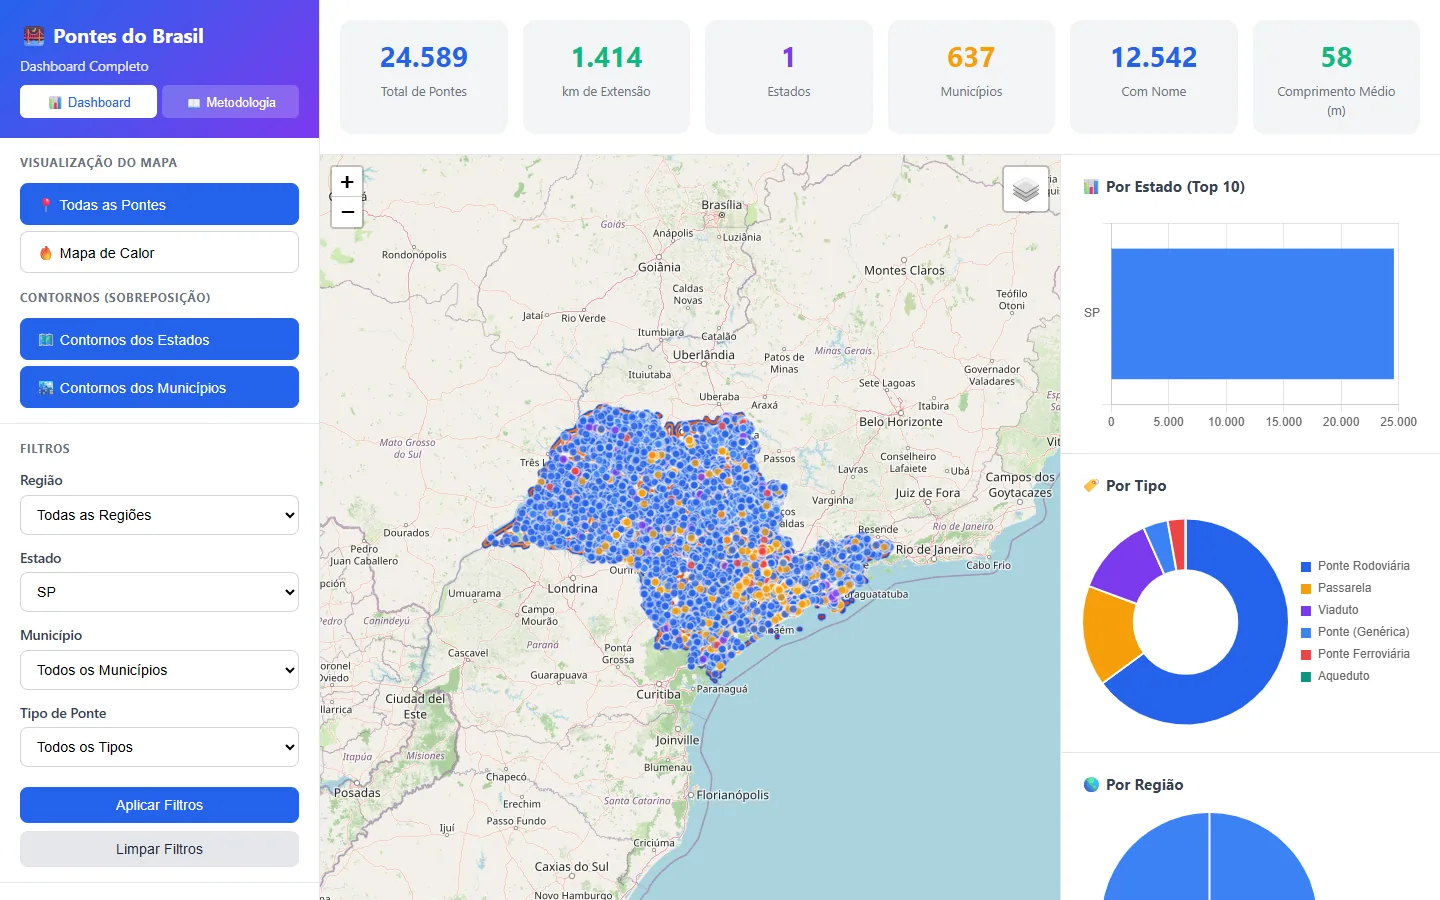 Pontes do Brasil
Dashboard Completo
Dashboard
Metodologia
VISUALIZAÇÃO DO MAPA
Todas as Pontes
Mapa de Calor
CONTORNOS (SOBREPOSIÇÃO)
Contornos dos Estados
Contornos dos Municípios
FILTROS
Região
Todas as Regiões
Estado
SP
Município
Todos os Municípios
Tipo de Ponte
Todos os Tipos
Aplicar Filtros
Limpar Filtros
24.589
Total de Pontes
1.414
km de Extensão
1
Estados
637
Municípios
12.542
Com Nome
58
Comprimento Médio
(m)
+
−
Brasília
Goiás
Anápolis
Luziânia
Rondonópolis
Goiânia
Montes Claros
Caldas
Novas
Teófilo
Otoni
Jataí
Rio Verde
Itumbiara
Catalão
Uberlândia
Patos de
Minas
Minas Gerais
Ituiutaba
Governador
Valadares
Sete Lagoas
Uberaba
Araxá
Itabira
Belo Horizonte
Mato Grosso
do Sul
Passos
Conselheiro
Lafaiete
Ubá
Lavras
Campos dos
Goytacazes
Varginha
Juiz de Fora
Dourados
Resende
Rio de Janeiro
Rio de Janeiro
Pedro
Juan Caballero
Cabo Frio
Londrina
Umuarama
Campo
Mourão
Canindeyú
Paraná
Ponta
Grossa
Cascavel
Guarapuava
Curitiba
Paranaguá
Ciudad del
Este
Joinville
Itapúa
Misiones
Blumenau
Chapecó
Posadas
Santa Catarina
Florianópolis
Erechim
Passo Fundo
Ijuí
Criciúma
Caxias do Sul
Novo Hamburgo
Por Estado (Top 10)
SP
0
5.000
10.000
15.000
20.000
25.000
Por Tipo
Ponte Rodoviária
Passarela
Viaduto
Ponte (Genérica)
Ponte Ferroviária
Aqueduto
Por Região